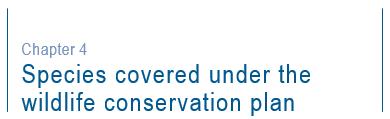 Chapter 4
Species covered under the
wildlife conservation plan